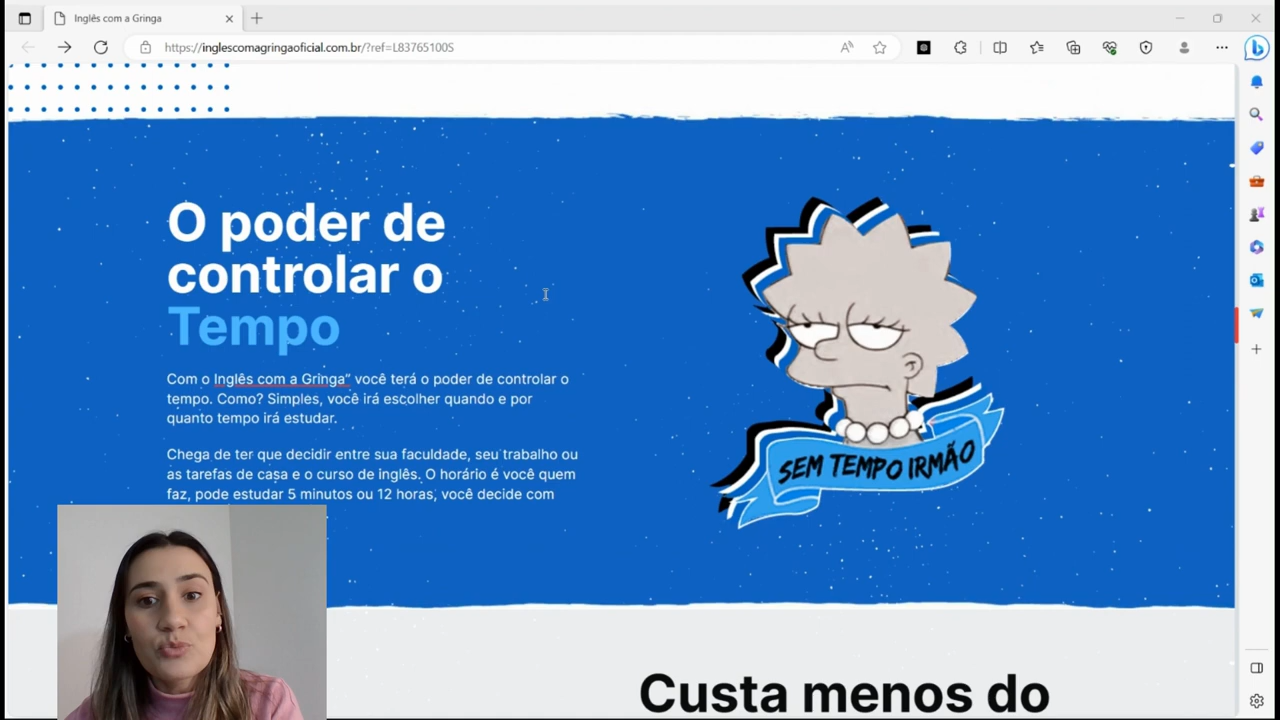 Inglês com a Gringa
https://inglescomagringaoficial.com.br/?ref=L83765100S
O poder de
controlar o
Tempo
Com o Inglês com a Gringa” você terá o poder de controlar o
tempo. Como? Simples, você irá escolher quando e por
quanto tempo irá estudar.
Chega de ter que decidir entre sua faculdade, seu trabalho ou
as tarefas de casa e o curso de inglês. O horário é você quem
faz, pode estudar 5 minutos ou 12 horas, você decide com
SEM TEMPO IRMÃO
Custa menos do